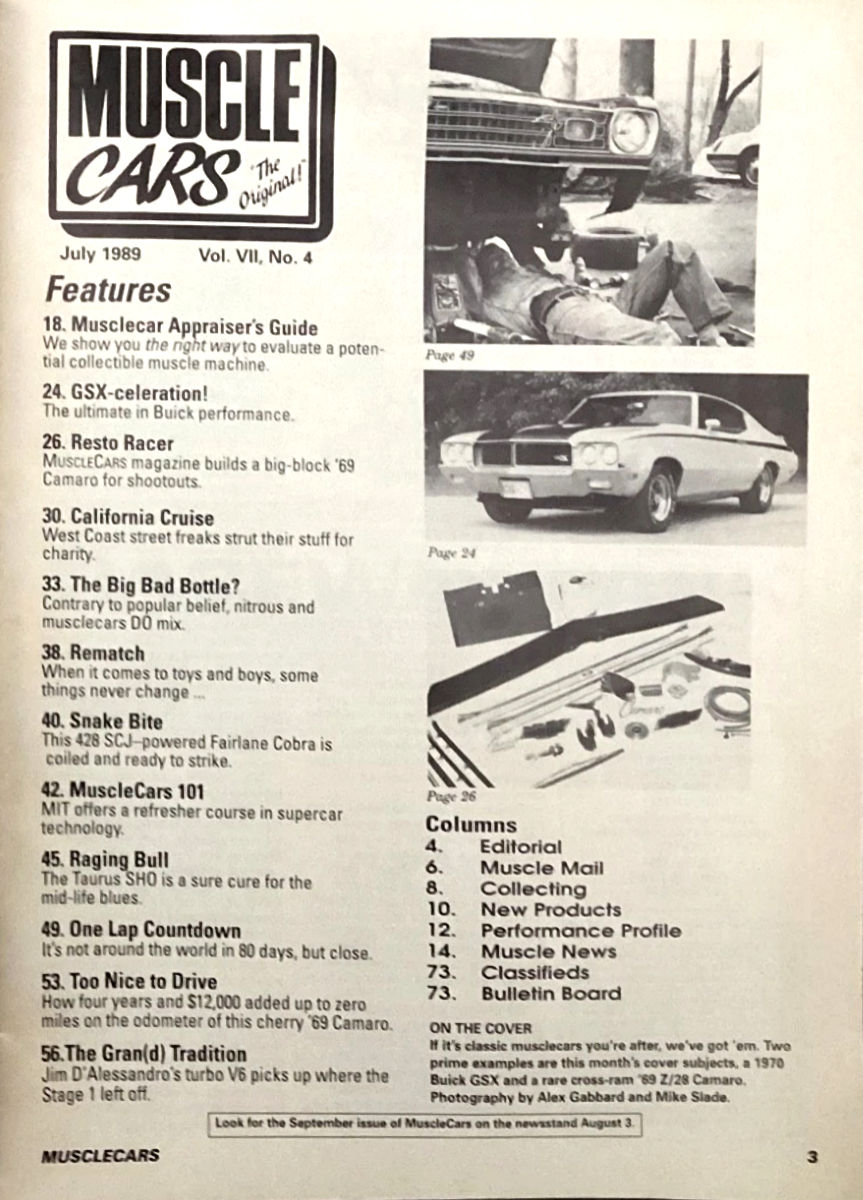 MUSCLE
CARS
"The
Original!"
July 1989 Vol. VII, No. 4
Features
18. Musclecar Appraiser's Guide
We show you the right way to evaluate a poten-
tial collectible muscle machine.
24. GSX-celeration!
The ultimate in Buick performance.
26. Resto Racer
MUSCLECARS magazine builds a big-block '69
Camaro for shootouts.
30. California Cruise
West Coast street freaks strut their stuff for
charity.
33. The Big Bad Bottle?
Contrary to popular belief, nitrous and
musclecars DO mix.
38. Rematch
When it comes to toys and boys, some
things never change ...
40. Snake Bite
This 428 SCJ-powered Fairlane Cobra is
coiled and ready to strike.
42. MuscleCars 101
MIT offers a refresher course in supercar
technology.
45. Raging Bull
The Taurus SHO is a sure cure for the
mid-life blues.
49. One Lap Countdown
It's not around the world in 80 days, but close.
53. Too Nice to Drive
How four years and $12,000 added up to zero
miles on the odometer of this cherry '69 Camaro.
56.The Gran(d) Tradition
Jim D'Alessandro's turbo V6 picks up where the
Stage 1 left off.
Page 49
Page 24
Camaro
Page 26
Columns
4. Editorial
6. Muscle Mail
8. Collecting
10. New Products
12. Performance Profile
14. Muscle News
73. Classifieds
73. Bulletin Board
ON THE COVER
If it's classic musclecars you're after, we've got 'em. Two
prime examples are this month's cover subjects, a 1970
Buick GSX and a rare cross-ram '69 Z/28 Camaro.
Photography by Alex Gabbard and Mike Slade.
Look for the September issue of MuscleCars on the newsstand August 3.
MUSCLECARS 3